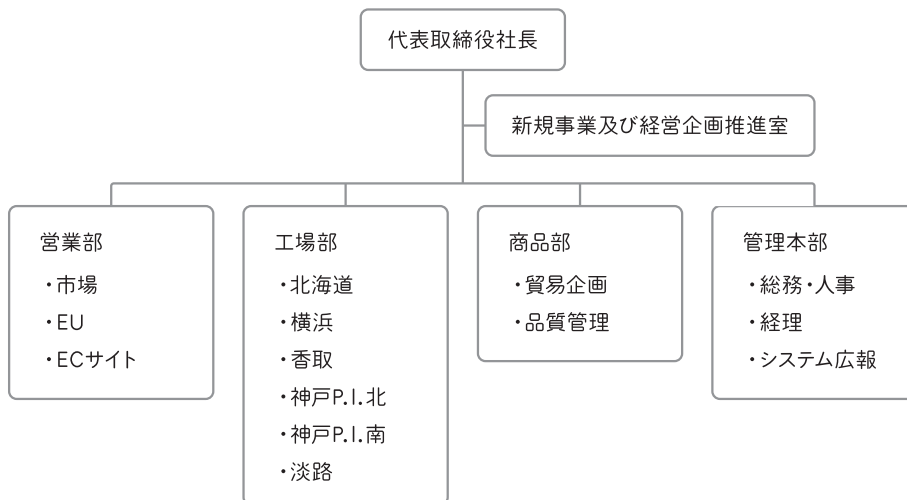 代表取締役社長
新規事業及び経営企画推進室
営業部
・市場
・EU
・ECサイト
工場部
・北海道
・横浜
・香取
・神戸P.I.北
・神戸P.I.南
・淡路
商品部
・貿易企画
・品質管理
管理本部
・総務・人事
・経理
・システム広報